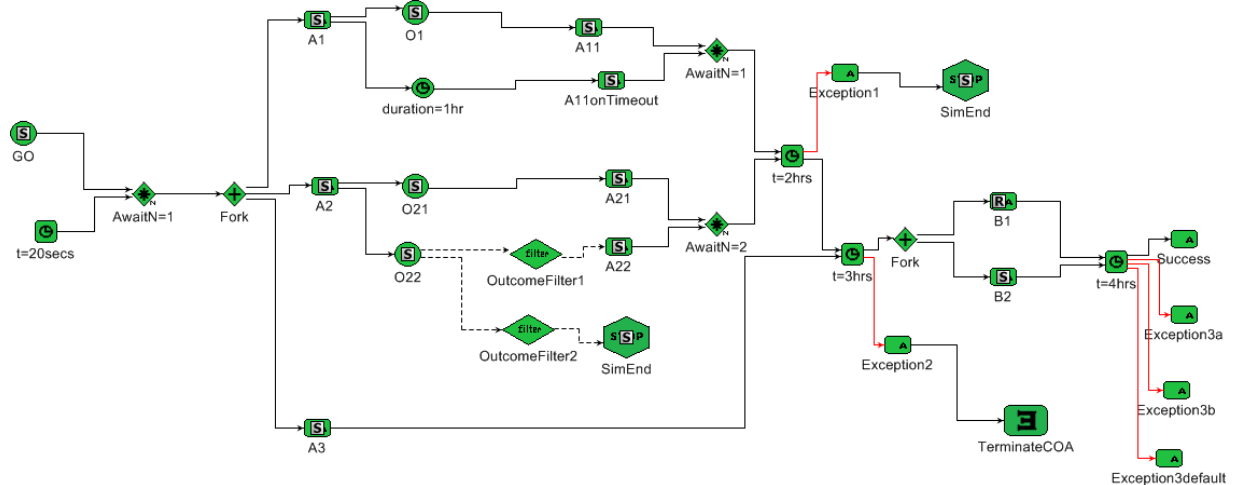 S
A1
S
O1
S
A11
N
AwaitN=1
duration=1hr
S
A11onTimeout
A
Exception1
S S P
SimEnd
S
GO
N
AwaitN=1
t=20secs
Fork
t=2hrs
S
A2
S
O21
S
A21
N
AwaitN=2
S
O22
filter
OutcomeFilter1
S
A22
filter
OutcomeFilter2
S S P
SimEnd
t=3hrs
Fork
R A
B1
S
B2
t=4hrs
A
Success
A
Exception3a
A
Exception2
A
Exception3b
S
A3
TerminateCOA
A
Exception3default